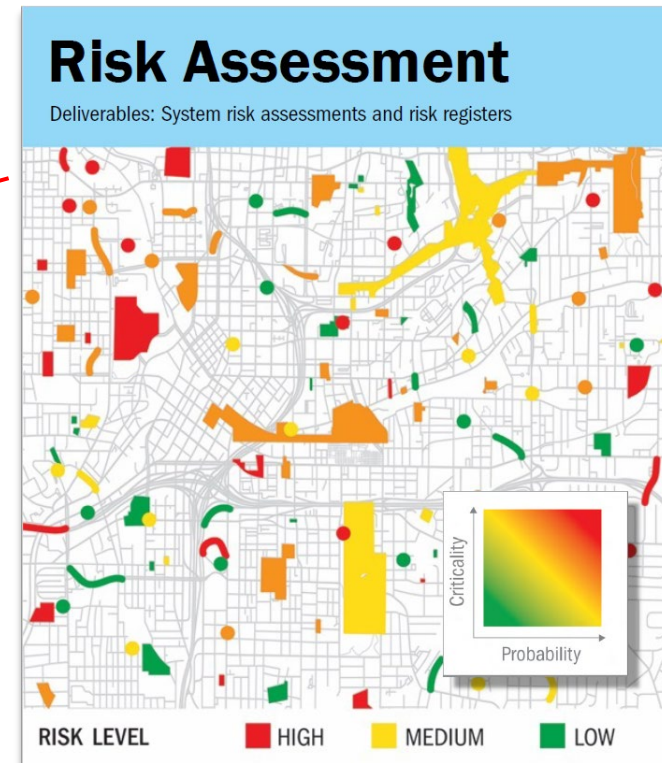 Risk Assessment
Deliverables: System risk assessments and risk registers
Criticality
Probability
RISK LEVEL HIGH MEDIUM LOW